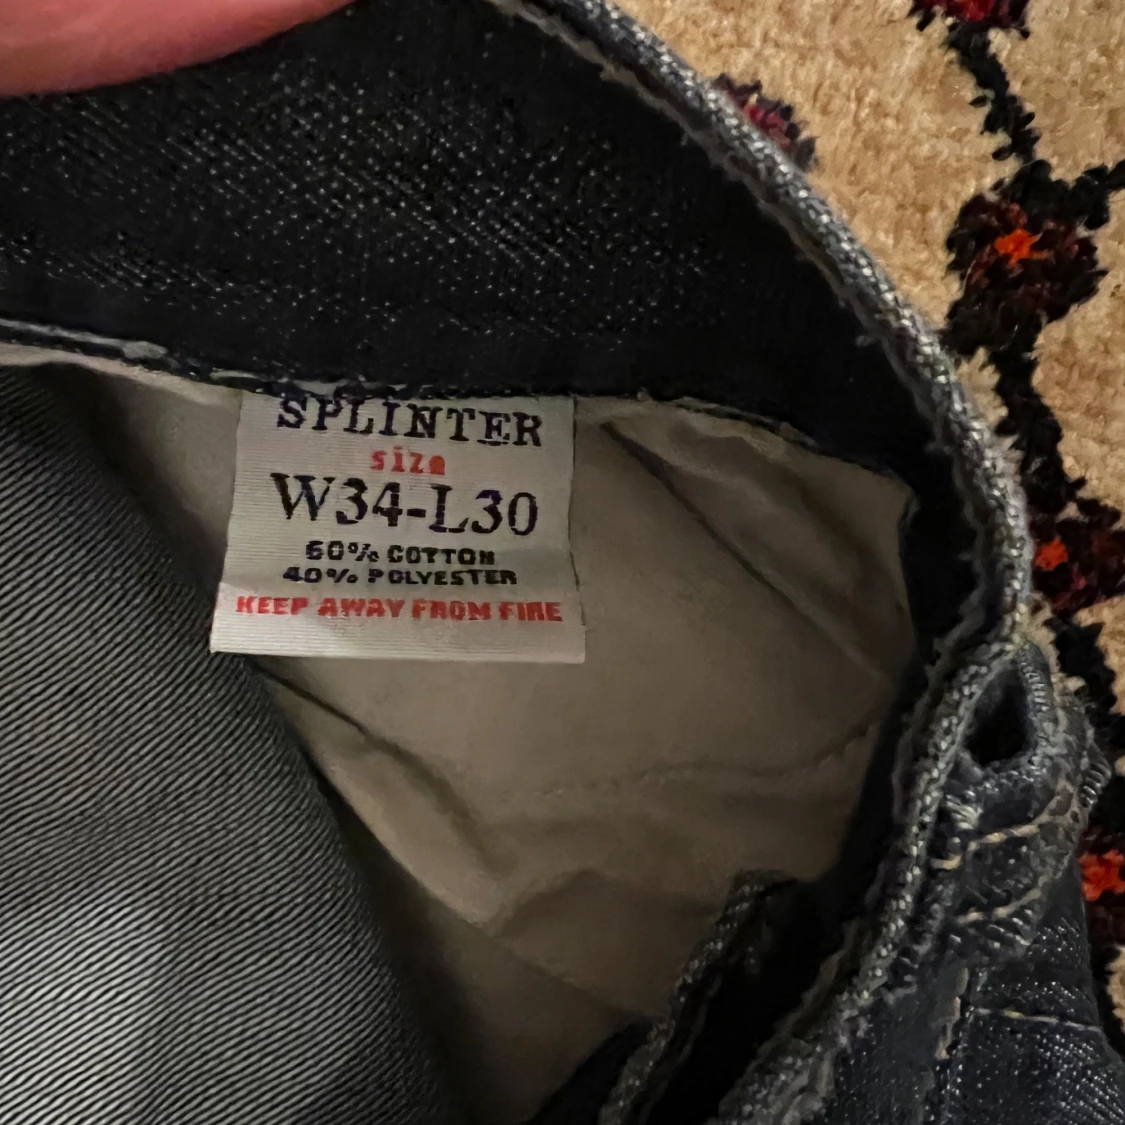 SPLINTER
size
W34-L30
60% COTTON
40% POLYESTER
KEEP AWAY FROM FIRE